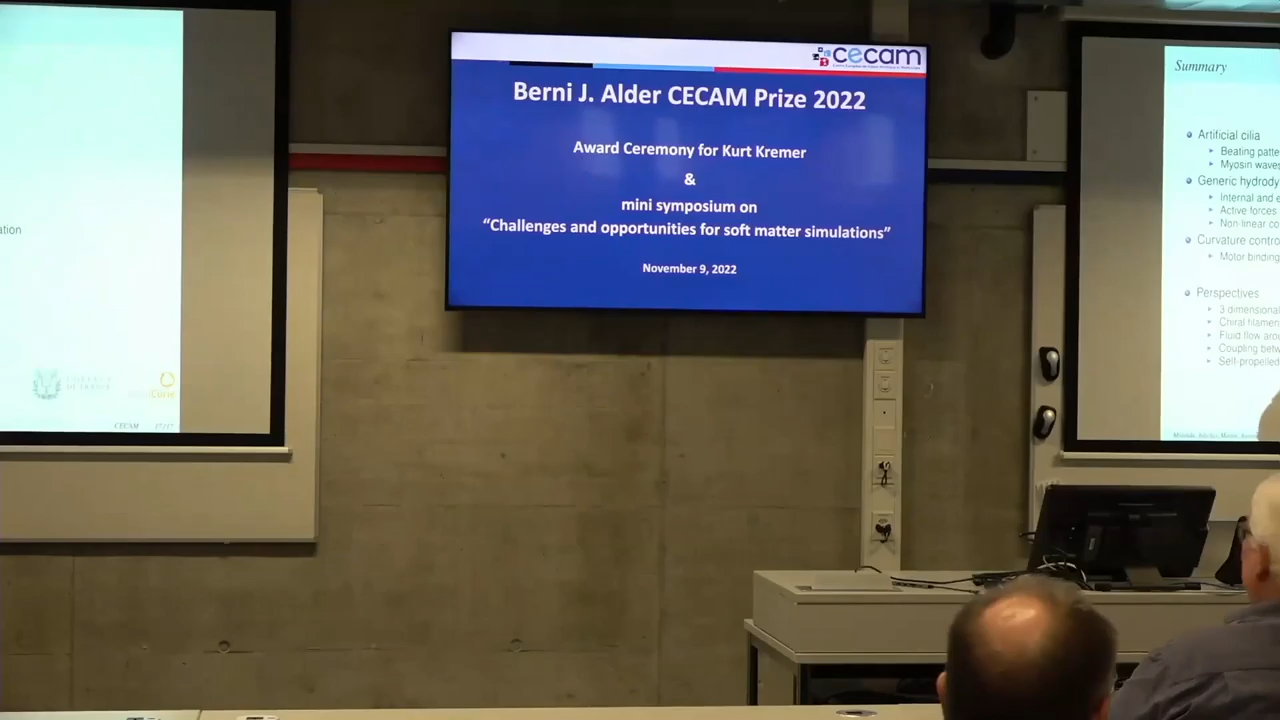 ation
CECAM 17/17
cecam
Berni J. Alder CECAM Prize 2022
Award Ceremony for Kurt Kremer
&
mini symposium on
“Challenges and opportunities for soft matter simulations”
November 9, 2022
Summary
Artificial cilia
Beating patte
Myosin waves
Generic hydrody
Internal and e
Active forces
Non-linear co
Curvature contro
Motor binding
Perspectives
3 dimensional
Chiral filamen
Fluid flow arou
Coupling betw
Self-propelled